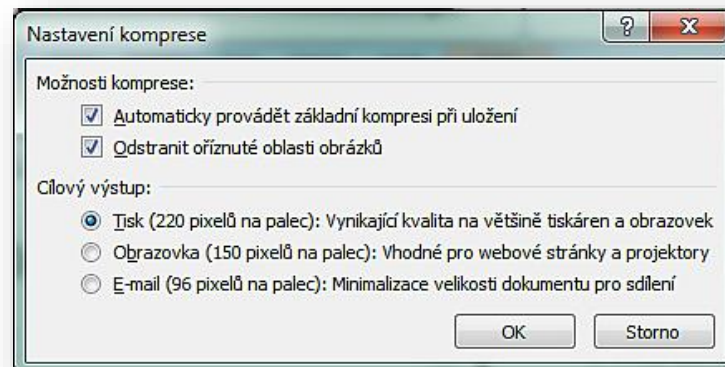 Nastavení komprese
Možnosti komprese:
Automaticky provádět základní kompresi při uložení
Odstranit oříznuté oblasti obrázků
Cílový výstup:
Tisk (220 pixelů na palec): Vynikající kvalita na většině tiskáren a obrazovek
Obrazovka (150 pixelů na palec): Vhodné pro webové stránky a projektory
E-mail (96 pixelů na palec): Minimalizace velikosti dokumentu pro sdílení
OK Storno